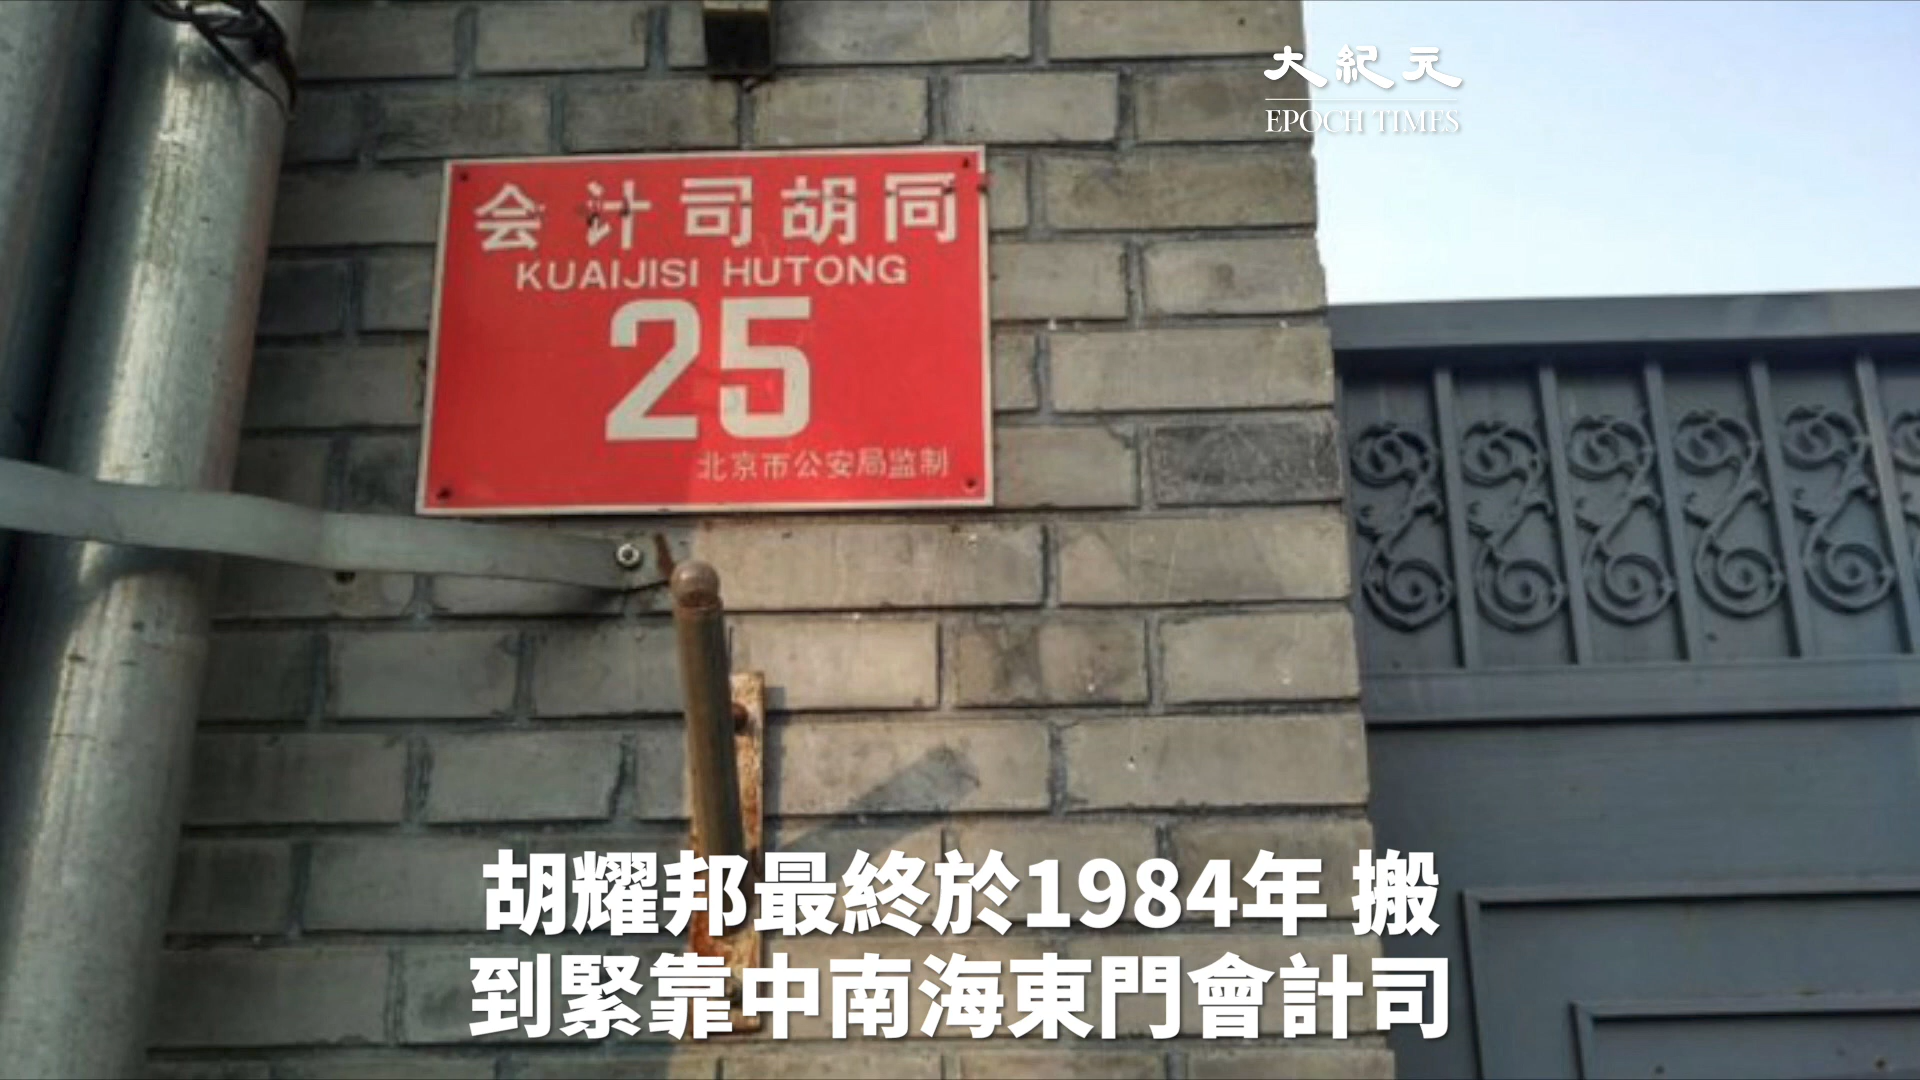 大紀元
EPOCH TIMES
会计司胡同
KUAIJISI HUTONG
25
北京市公安局监制
胡耀邦最終於1984年 搬
到緊靠中南海東門會計司